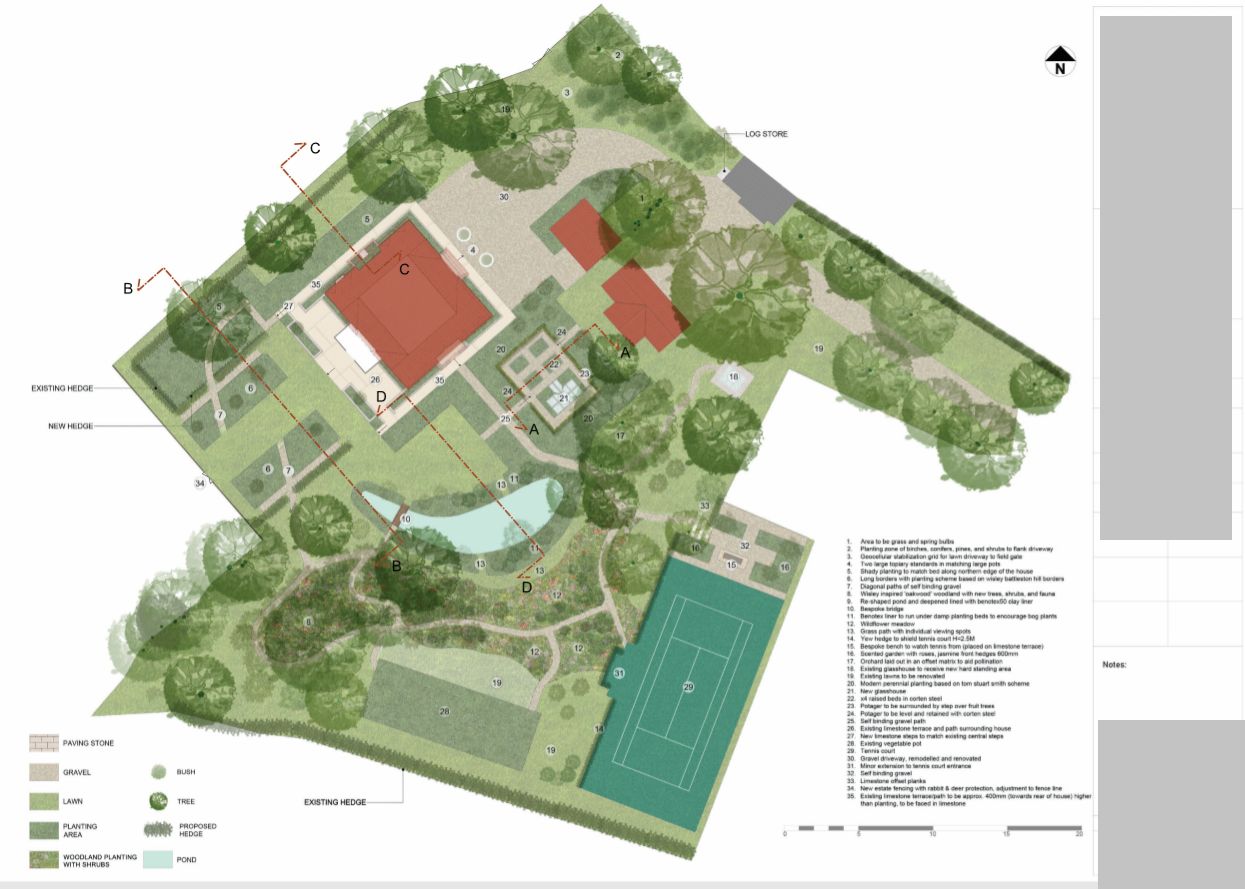 N
2
3
19
LOG STORE
C
30
1
5
4
C
B
35
5
27
24
19
20
22
A
26
35
23
18
EXISTING HEDGE
6
D
24
21
7
25
20
NEW HEDGE
A
17
6
7
13
11
34
33
10
32
16
11
15
16
B
13
13
D
12
8
12
12
31
19
29
28
14
19
1. Area to be grass and spring bulbs
2. Planting zone of birches, conifers, pines, and shrubs to flank driveway
3. Geocellular stabilization grid for lawn driveway to field gate
4. Two large topiary standards in matching large pots
5. Shady planting to match bed along northern edge of the house
6. Long borders with planting scheme based on wisley battleston hill borders
7. Diagonal paths of self binding gravel
8. Wisley inspired 'oakwood' woodland with new trees, shrubs, and fauna
9. Re-shaped pond and deepened lined with bentotex50 clay liner
10. Bespoke bridge
11. Benotex liner to run under damp planting beds to encourage bog plants
12. Wildflower meadow
13. Grass path with individual viewing spots
14. Yew hedge to shield tennis court H=2.5M
15. Bespoke bench to watch tennis from (placed on limestone terrace)
16. Scented garden with roses, jasmine front hedges 600mm
17. Orchard laid out in an offset matrix to aid pollination
18. Existing glasshouse to receive new hard standing area
19. Existing lawns to be renovated
20. Modern perennial planting based on tom stuart smith scheme
21. New glasshouse
22. x4 raised beds in corten steel
23. Potager to be surrounded by step over fruit trees
24. Potager to be level and retained with corten steel
25. Self binding gravel path
26. Existing limestone terrace and path surrounding house
27. New limestone steps to match existing central steps
28. Existing vegetable pot
29. Tennis court
30. Gravel driveway, remodelled and renovated
31. Minor extension to tennis court entrance
32. Self binding gravel
33. Limestone offset planks
34. New estate fencing with rabbit & deer protection, adjustment to fence line
35. Existing limestone terrace/path to be approx. 400mm (towards rear of house) higher
than planting, to be faced in limestone
0 5 10 15 20
PAVING STONE
GRAVEL
BUSH
LAWN
TREE
PLANTING
AREA
PROPOSED
HEDGE
WOODLAND PLANTING
WITH SHRUBS
POND
EXISTING HEDGE
Notes: